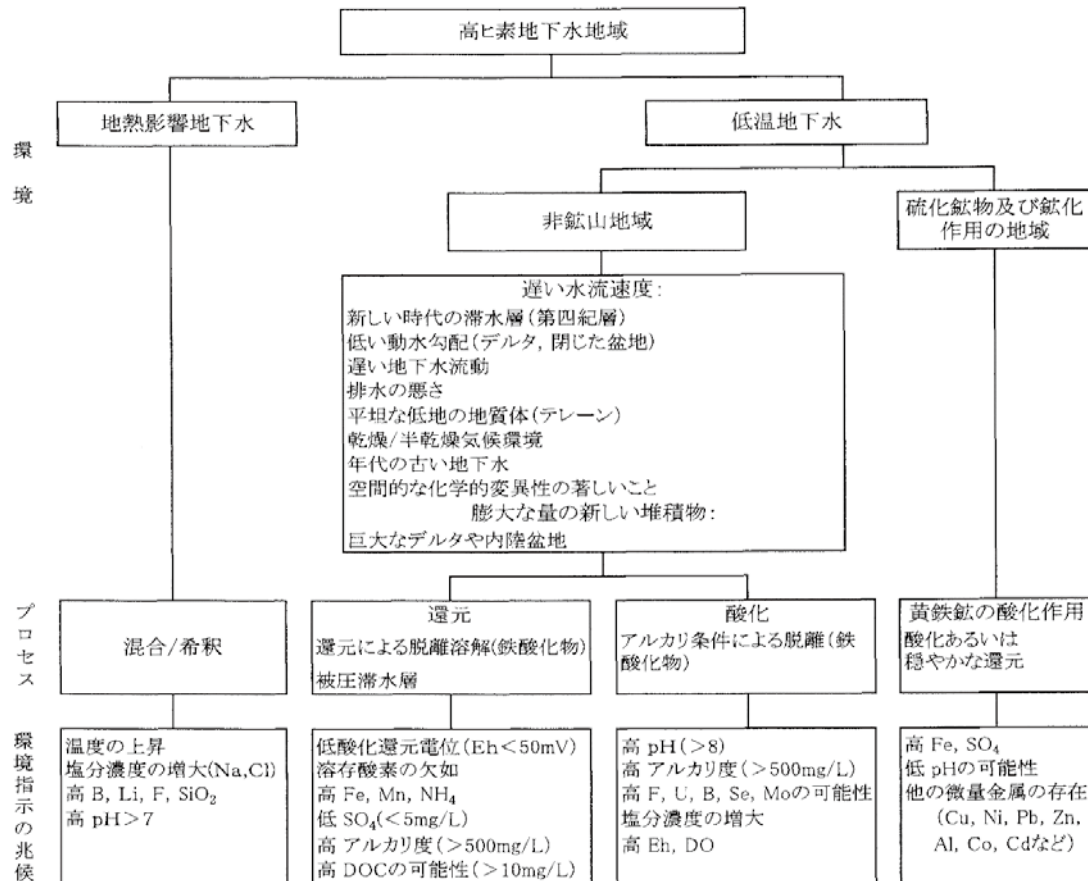 高ヒ素地下水地域
地熱影響地下水
低温地下水
環
境
非鉱山地域
硫化鉱物及び鉱化
作用の地域
遅い水流速度:
新しい時代の滞水層(第四紀層)
低い動水勾配(デルタ, 閉じた盆地)
遅い地下水流動
排水の悪さ
平坦な低地の地質体(テレーン)
乾燥/半乾燥気候環境
年代の古い地下水
空間的な化学的変異性の著しいこと
膨大な量の新しい堆積物:
巨大なデルタや内陸盆地
プロセス
混合/希釈
還元
還元による脱離溶解(鉄酸化物)
被圧滞水層
酸化
アルカリ条件による脱離(鉄
酸化物)
黄鉄鉱の酸化作用
酸化あるいは
穏やかな還元
環境指示の兆候
温度の上昇
塩分濃度の増大(Na,Cl)
高 B, Li, F, SiO₂
高 pH>7
低酸化還元電位(Eh<50mV)
溶存酸素の欠如
高 Fe, Mn, NH₄
低 SO₄(<5mg/L)
高 アルカリ度(>500mg/L)
高 DOCの可能性(>10mg/L)
高 pH(>8)
高 アルカリ度(>500mg/L)
高 F, U, B, Se, Moの可能性
塩分濃度の増大
高 Eh, DO
高 Fe, SO₄
低 pHの可能性
他の微量金属の存在
(Cu, Ni, Pb, Zn,
Al, Co, Cdなど)